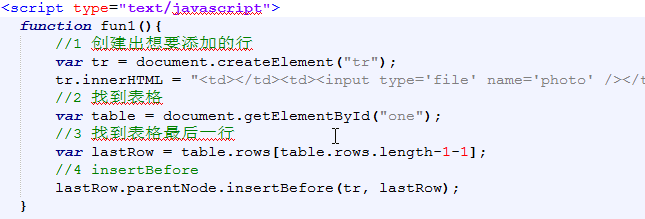 <script type="text/javascript">
function fun1(){
//1 创建出想要添加的行
var tr = document.createElement("tr");
tr.innerHTML = "<td></td><td><input type='file' name='photo' /></t
//2 找到表格
var table = document.getElementById("one");
//3 找到表格最后一行
var lastRow = table.rows[table.rows.length-1-1];
//4 insertBefore
lastRow.parentNode.insertBefore(tr, lastRow);
}